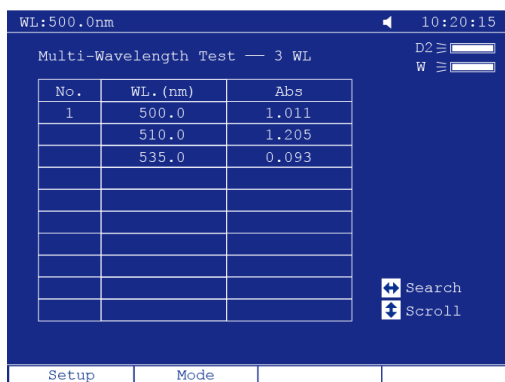 WL:500.0nm 10:20:15
Multi-Wavelength Test — 3 WL
D2
W
No. WL.(nm) Abs
1 500.0 1.011
510.0 1.205
535.0 0.093
Search
Scroll
Setup Mode